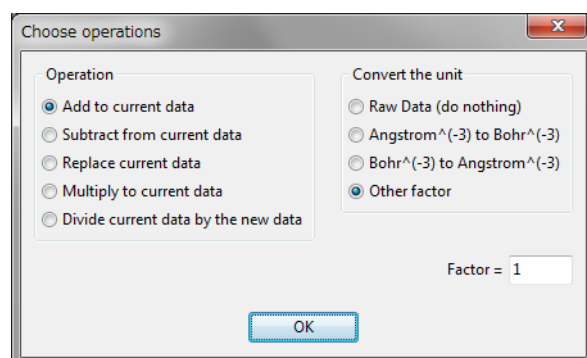 Choose operations
Operation
Add to current data
Subtract from current data
Replace current data
Multiply to current data
Divide current data by the new data
Convert the unit
Raw Data (do nothing)
Angstrom^(-3) to Bohr^(-3)
Bohr^(-3) to Angstrom^(-3)
Other factor
Factor = 1
OK